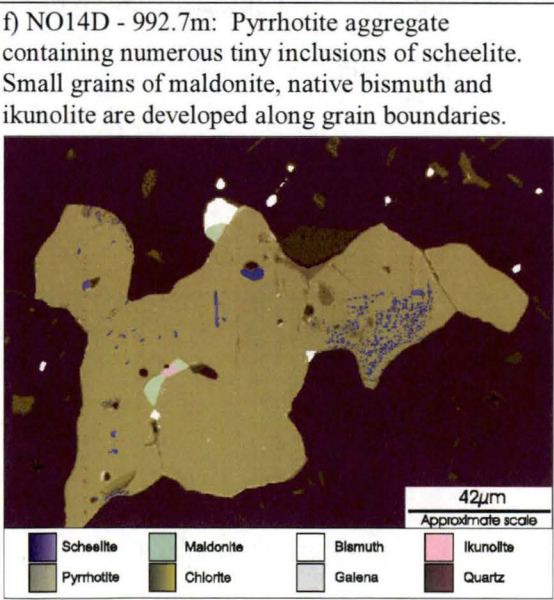 f) NO14D - 992.7m: Pyrrhotite aggregate
containing numerous tiny inclusions of scheelite.
Small grains of maldonite, native bismuth and
ikunolite are developed along grain boundaries.
42µm
Approximate scale
Scheelite Maldonite Bismuth Ikunolite
Pyrrhotite Chlorite Galena Quartz